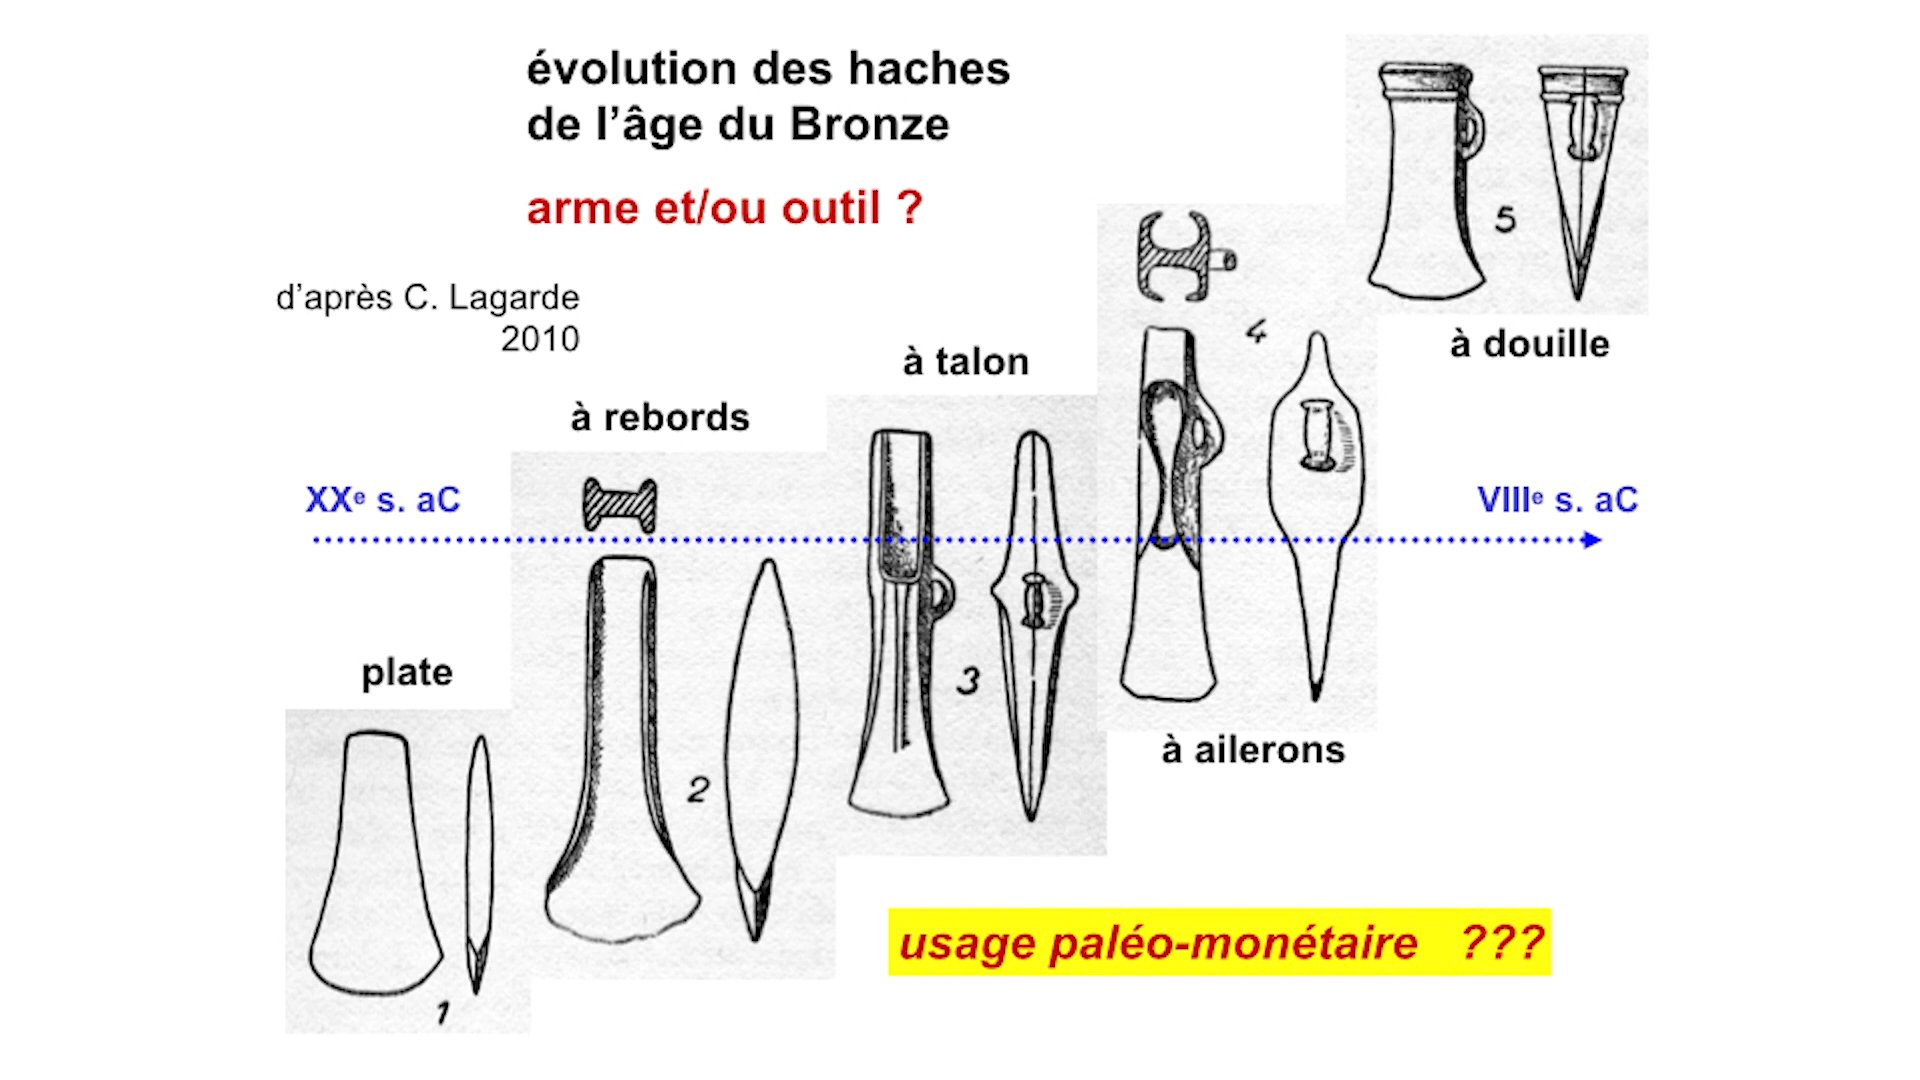 évolution des haches
de l’âge du Bronze
arme et/ou outil ?
d’après C. Lagarde
2010
5
4
à douille
à talon
à rebords
XXe s. aC
VIIIe s. aC
plate
3
à ailerons
2
usage paléo-monétaire ???
1